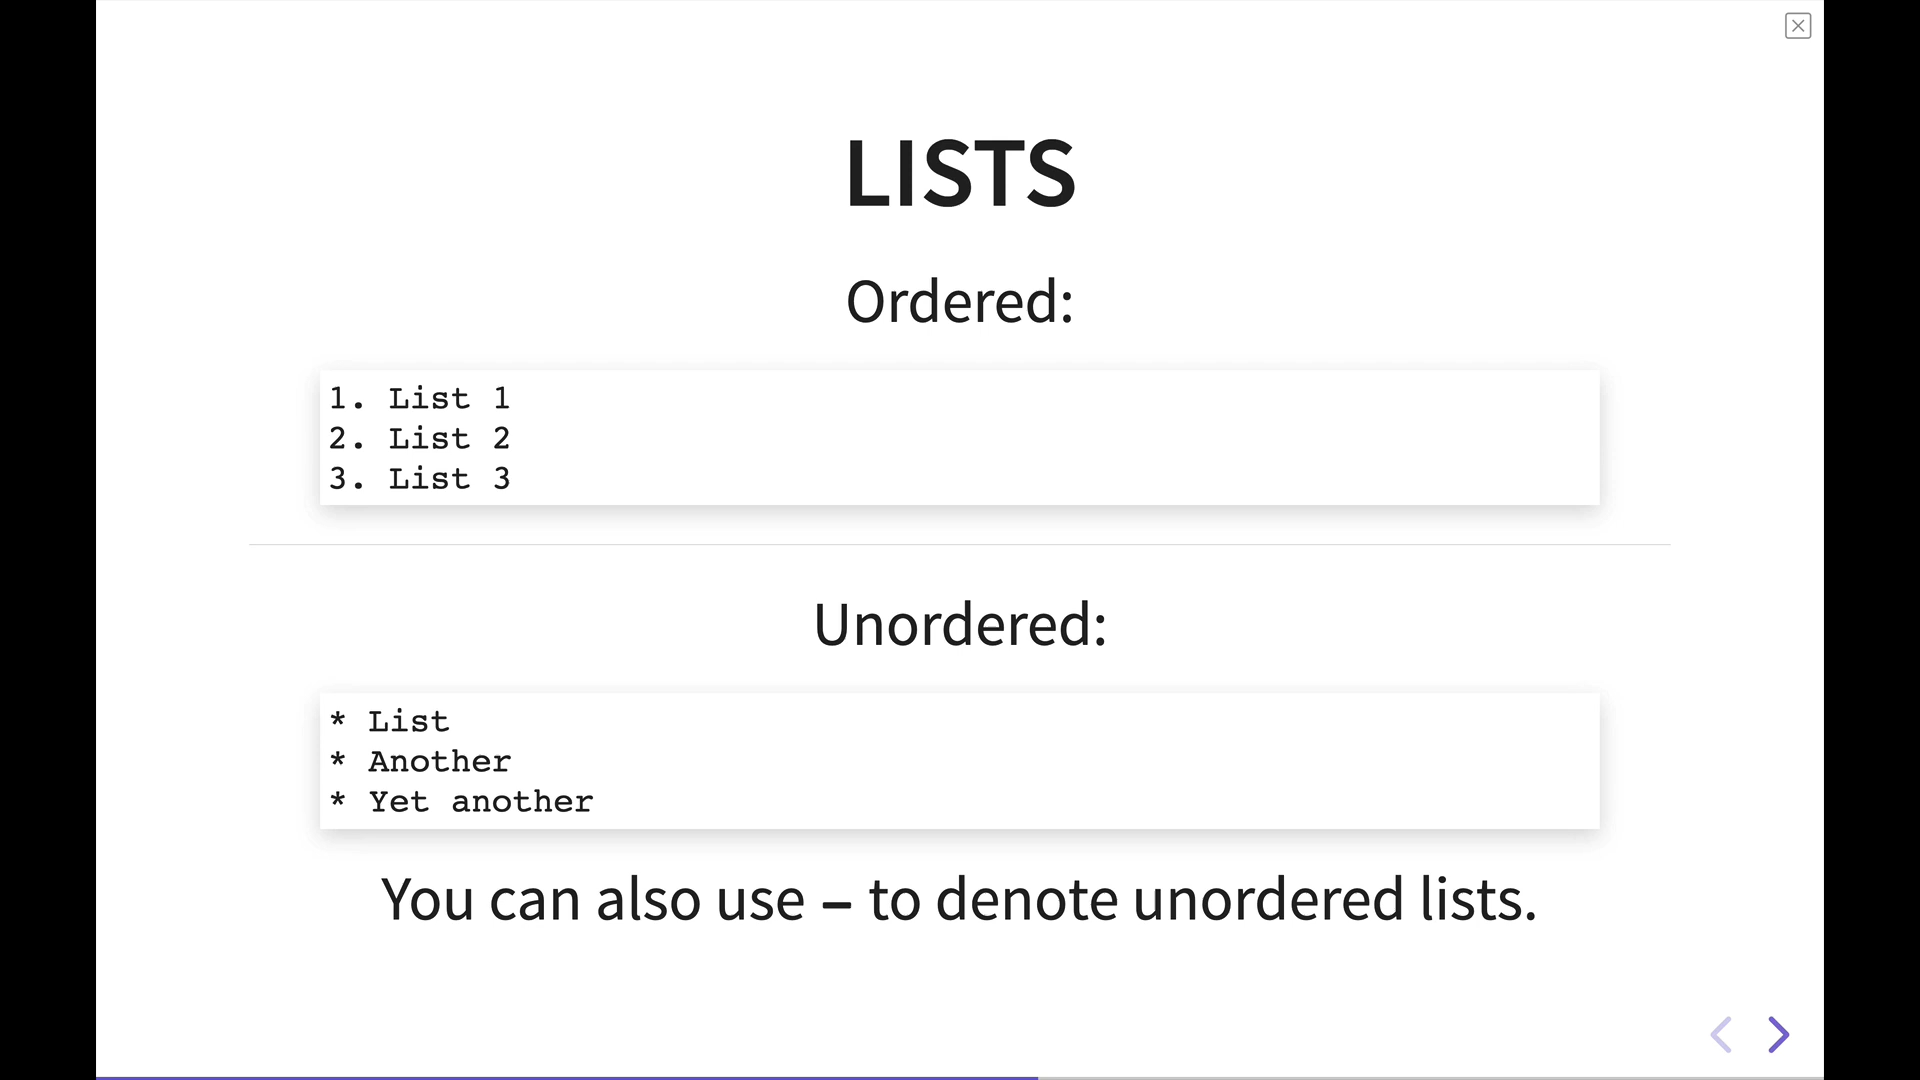 LISTS
Ordered:
1. List 1
2. List 2
3. List 3
Unordered:
* List
* Another
* Yet another
You can also use – to denote unordered lists.